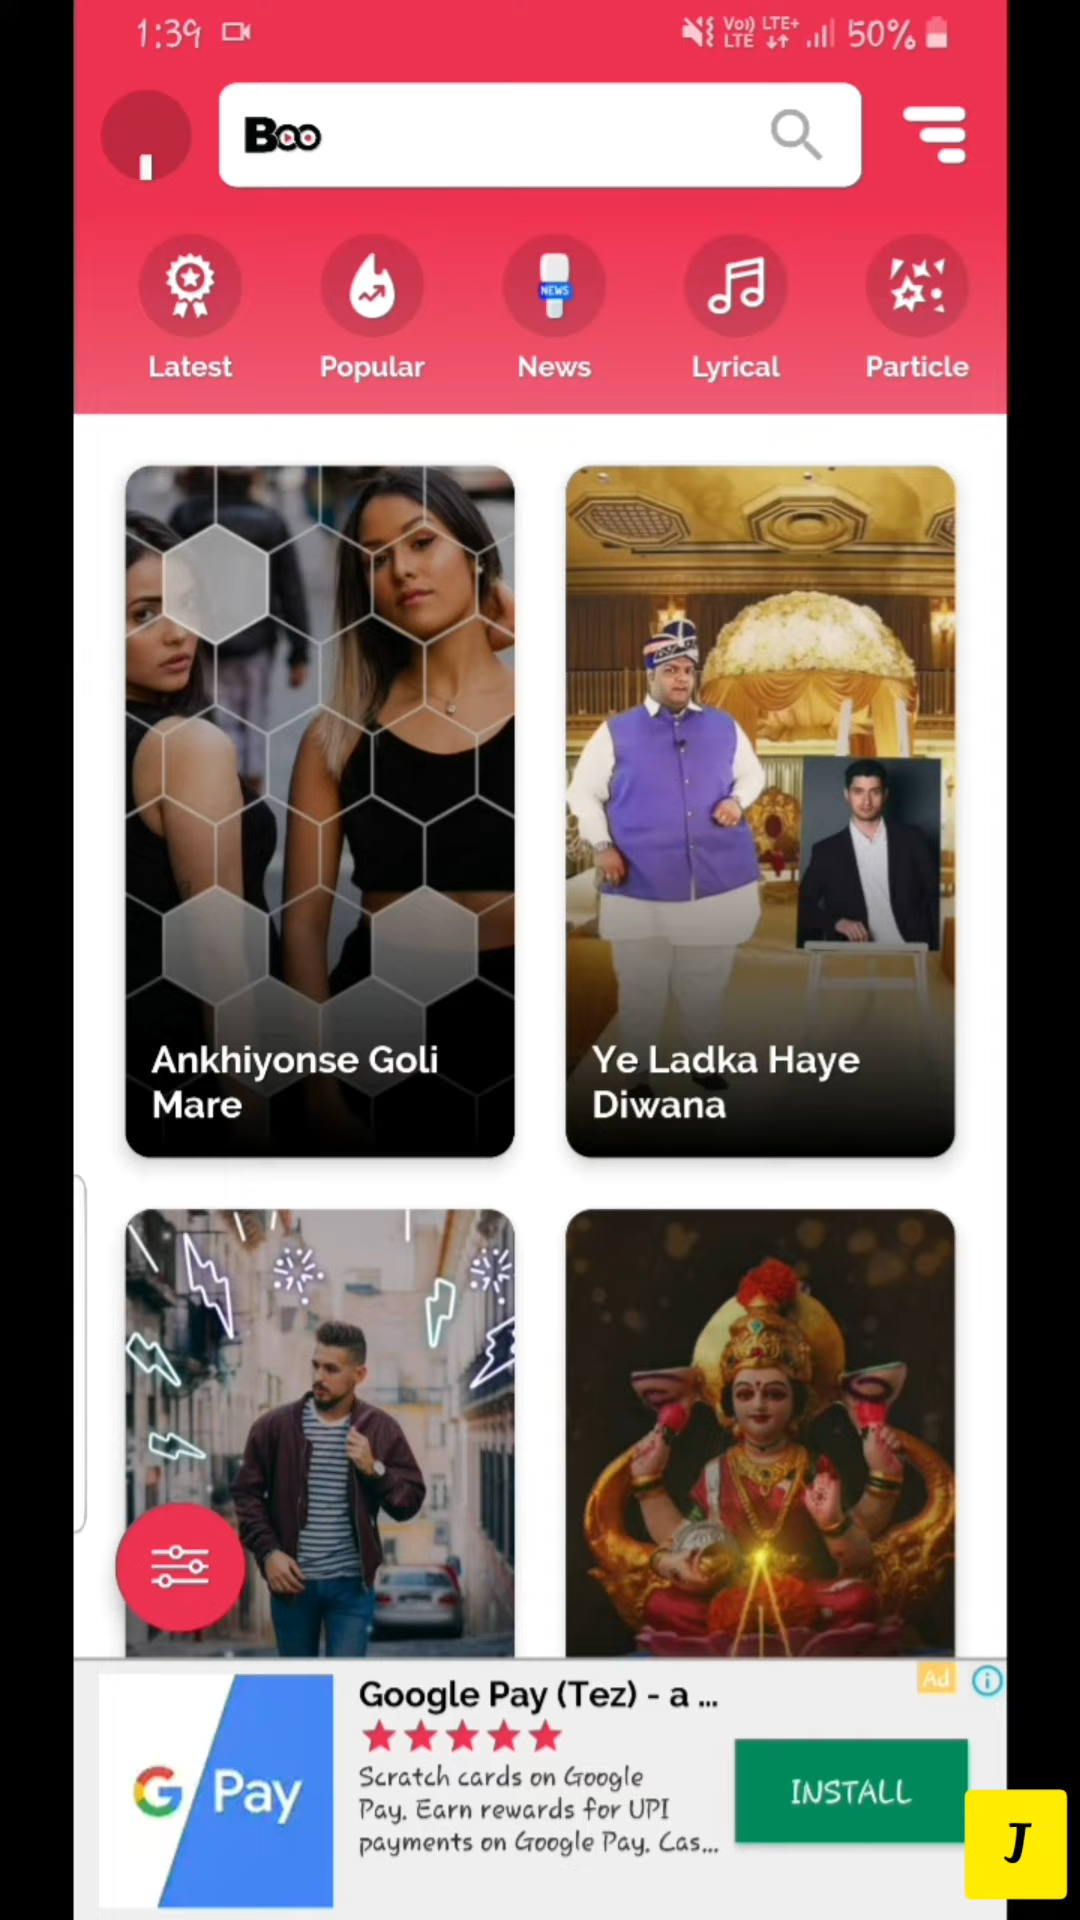 1:39
Vo) LTE+
LTE
50%
Boo
NEWS
Latest
Popular
News
Lyrical
Particle
Ankhiyonse Goli
Mare
Ye Ladka Haye
Diwana
Ad
Google Pay (Tez) - a ...
G Pay
Scratch cards on Google
Pay. Earn rewards for UPI
payments on Google Pay. Cas...
INSTALL
J